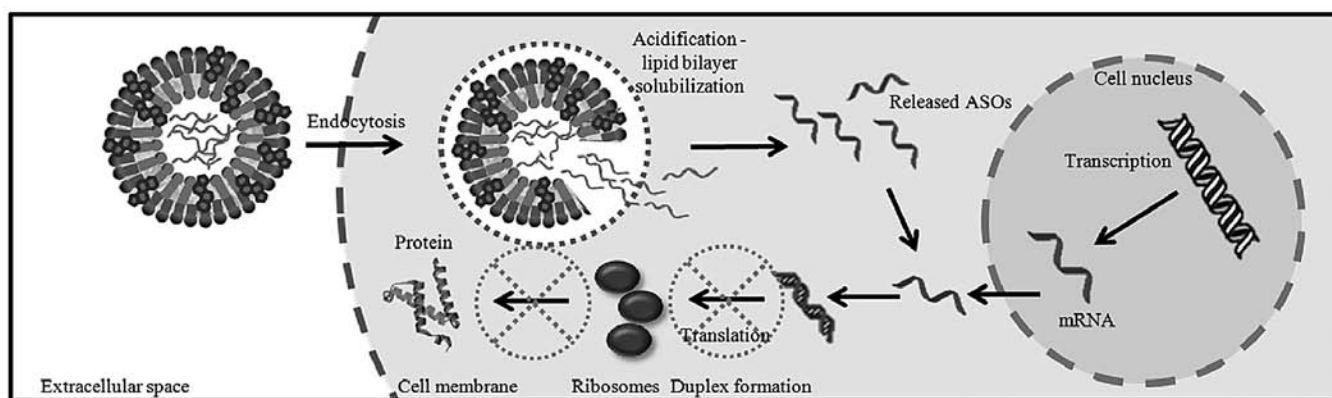 Acidification -
lipid bilayer
solubilization
Cell nucleus
Endocytosis
Released ASOs
Transcription
Protein
mRNA
Translation
Extracellular space
Cell membrane
Ribosomes
Duplex formation